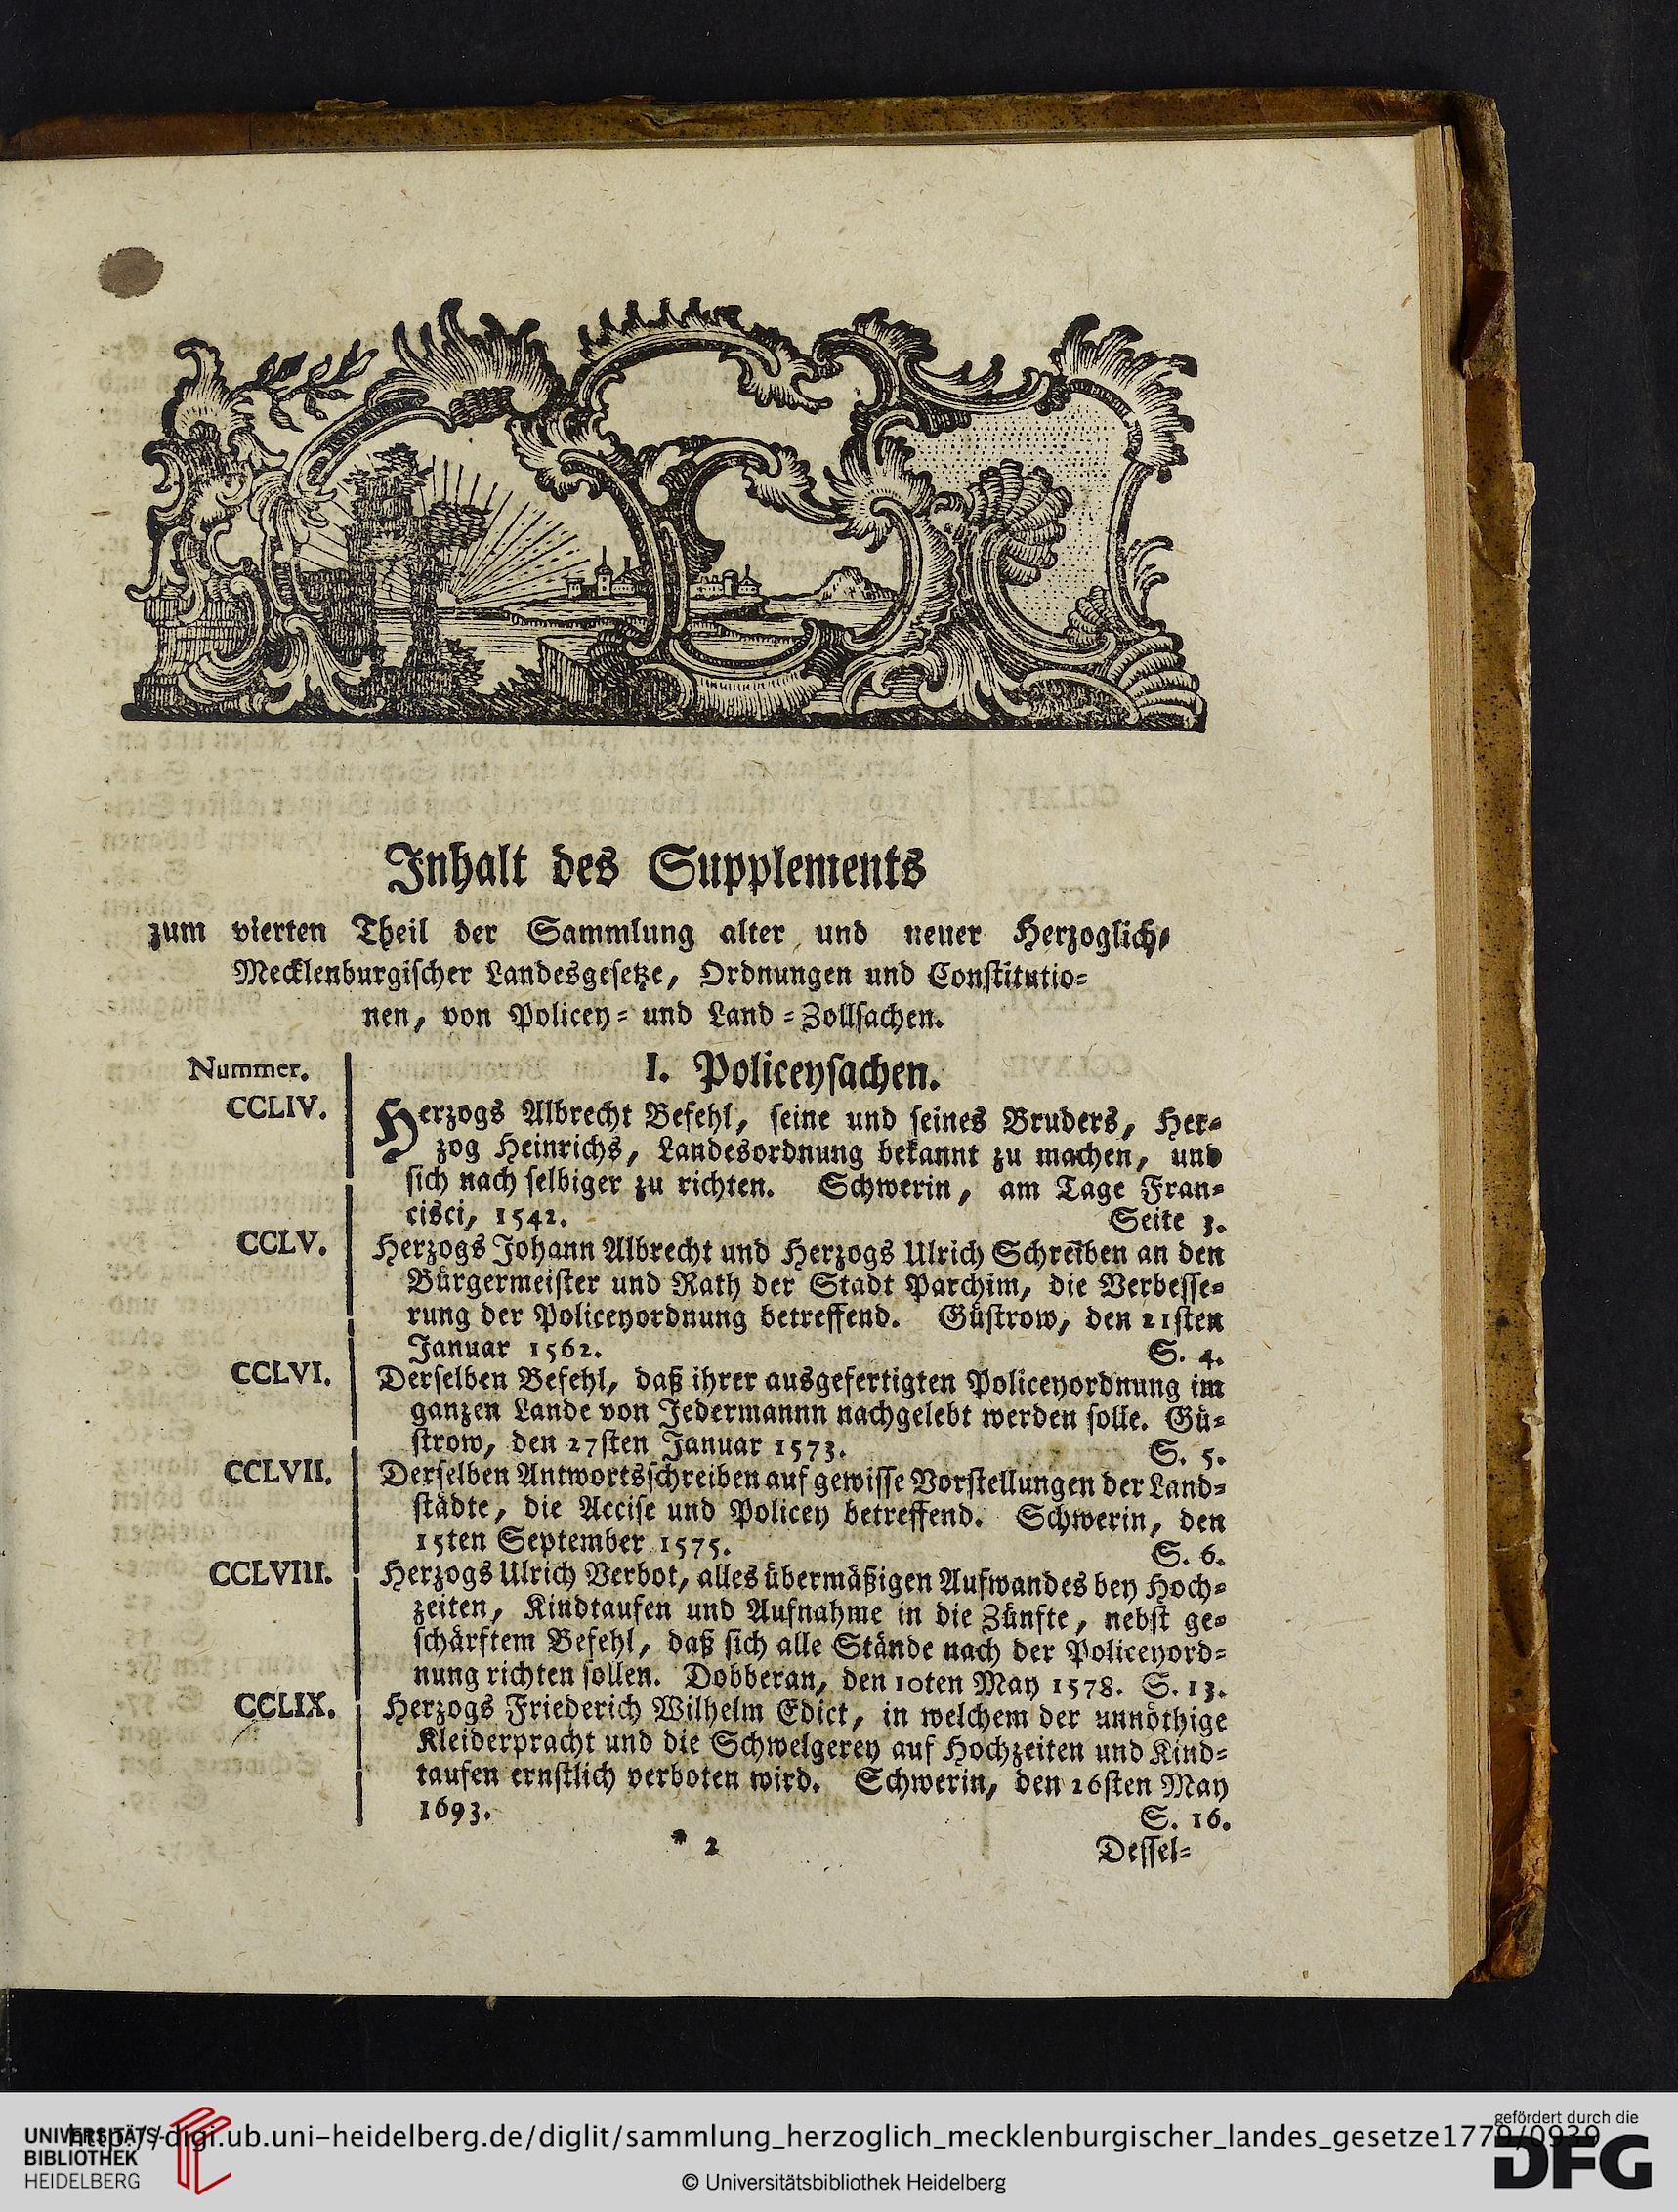 Inhalt des Supplements
zum vierten Theil der Sammlung alter und neuer Herzoglich-
Mecklenburgischer Landesgesetze, Ordnungen und Constitutio-
nen, von Policey- und Land-Zollsachen.
Nummer. I. Policeysachen.
CCLIV. Herzogs Albrecht Befehl, seine und seines Bruders, Her-
zog Heinrichs, Landesordnung bekannt zu machen, und
sich nach selbiger zu richten. Schwerin, am Tage Fran-
cisci, 1542. Seite 3.
CCLV. Herzogs Johann Albrecht und Herzogs Ulrich Schreiben an den
Bürgermeister und Rath der Stadt Parchim, die Verbesse-
rung der Policeyordnung betreffend. Güstrow, den 21sten
Januar 1562. S. 4.
CCLVI. Derselben Befehl, daß ihrer ausgefertigten Policeyordnung im
ganzen Lande von Jedermannn nachgelebt werden solle. Gü-
strow, den 27sten Januar 1573. S. 5.
CCLVII. Derselben Antwortsschreiben auf gewisse Vorstellungen der Land-
städte, die Accise und Policey betreffend. Schwerin, den
15ten September 1575. S. 6.
CCLVIII. Herzogs Ulrich Verbot, alles übermäßigen Aufwandes bey Hoch-
zeiten, Kindtaufen und Aufnahme in die Zünfte, nebst ge-
schärftem Befehl, daß sich alle Stände nach der Policeyord-
nung richten sollen. Dobberan, den 10ten May 1578. S. 13.
CCLIX. Herzogs Friederich Wilhelm Edict, in welchem der unnöthige
Kleiderpracht und die Schwelgerey auf Hochzeiten und Kind-
taufen ernstlich verboten wird. Schwerin, den 26sten May
1693. S. 16.
* 2 Dessel-
UNIVERSITÄTS-
BIBLIOTHEK
HEIDELBERG
http://digi.ub.uni-heidelberg.de/diglit/sammlung_herzoglich_mecklenburgischer_landes_gesetze1779/0939
© Universitätsbibliothek Heidelberg
gefördert durch die
DFG